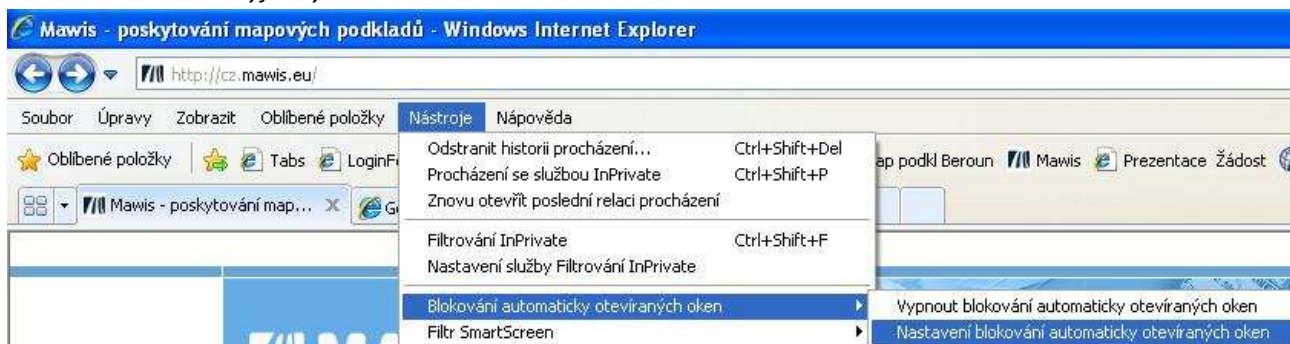 Mawis - poskytování mapových podkladů - Windows Internet Explorer
http://cz.mawis.eu/
Soubor Úpravy Zobrazit Oblíbené položky Nástroje Nápověda
Oblíbené položky Tabs LoginF
Odstranit historii procházení... Ctrl+Shift+Del
ap podkl Beroun Mawis Prezentace Žádost
Procházení se službou InPrivate Ctrl+Shift+P
Mawis - poskytování map...
Znovu otevřít poslední relaci procházení
Filtrování InPrivate Ctrl+Shift+F
Nastavení služby Filtrování InPrivate
Blokování automaticky otevíraných oken
Vypnout blokování automaticky otevíraných oken
Filtr SmartScreen
Nastavení blokování automaticky otevíraných oken